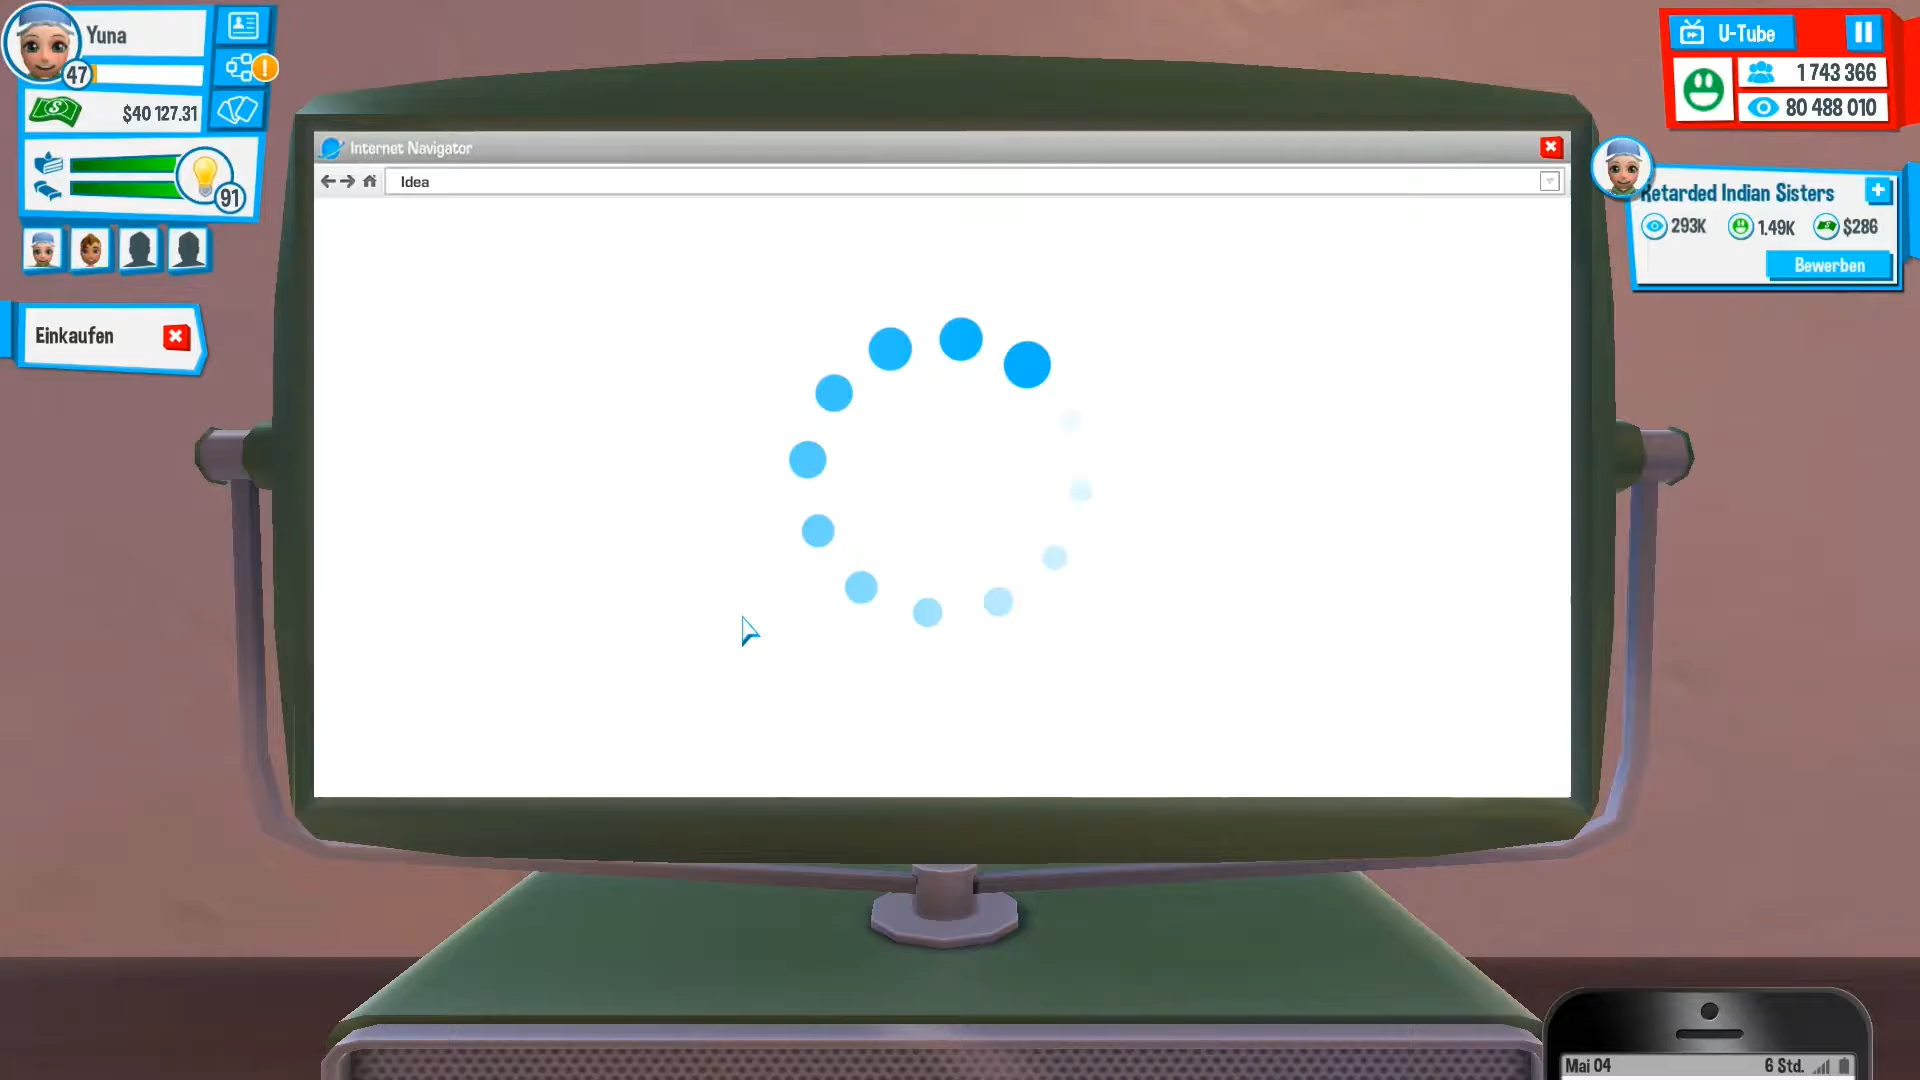 Yuna
47
$40 127.31
91
Einkaufen
Internet Navigator
Idea
U-Tube
1 743 366
80 488 010
Retarded Indian Sisters
293K
1.49K
$286
Bewerben
Mai 04
6 Std.